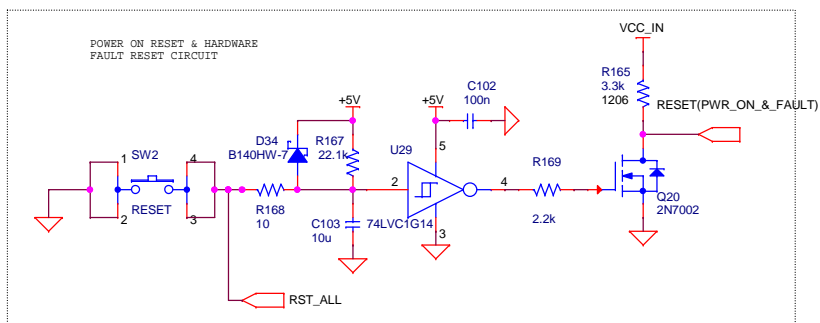 VCC_IN
POWER ON RESET & HARDWARE
FAULT RESET CIRCUIT
R165
3.3k
1206
RESET(PWR_ON_&_FAULT)
C102
100n
+5V
+5V
D34
B140HW-7
R167
22.1k
U29
5
SW2
1
4
2
3
RESET
R168
10
2
4
R169
2.2k
Q20
2N7002
C103
10u
74LVC1G14
3
RST_ALL